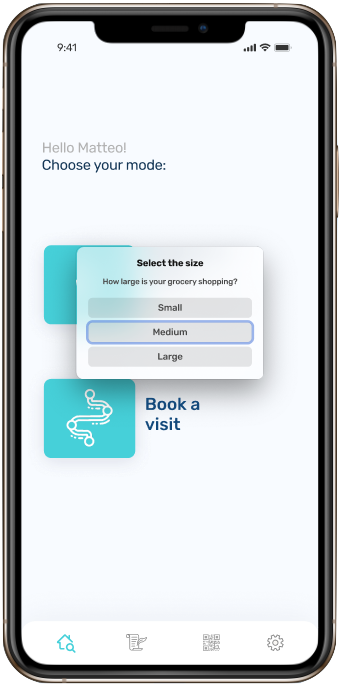 9:41
Hello Matteo!
Choose your mode:
Select the size
How large is your grocery shopping?
Small
Medium
Large
Book a
visit